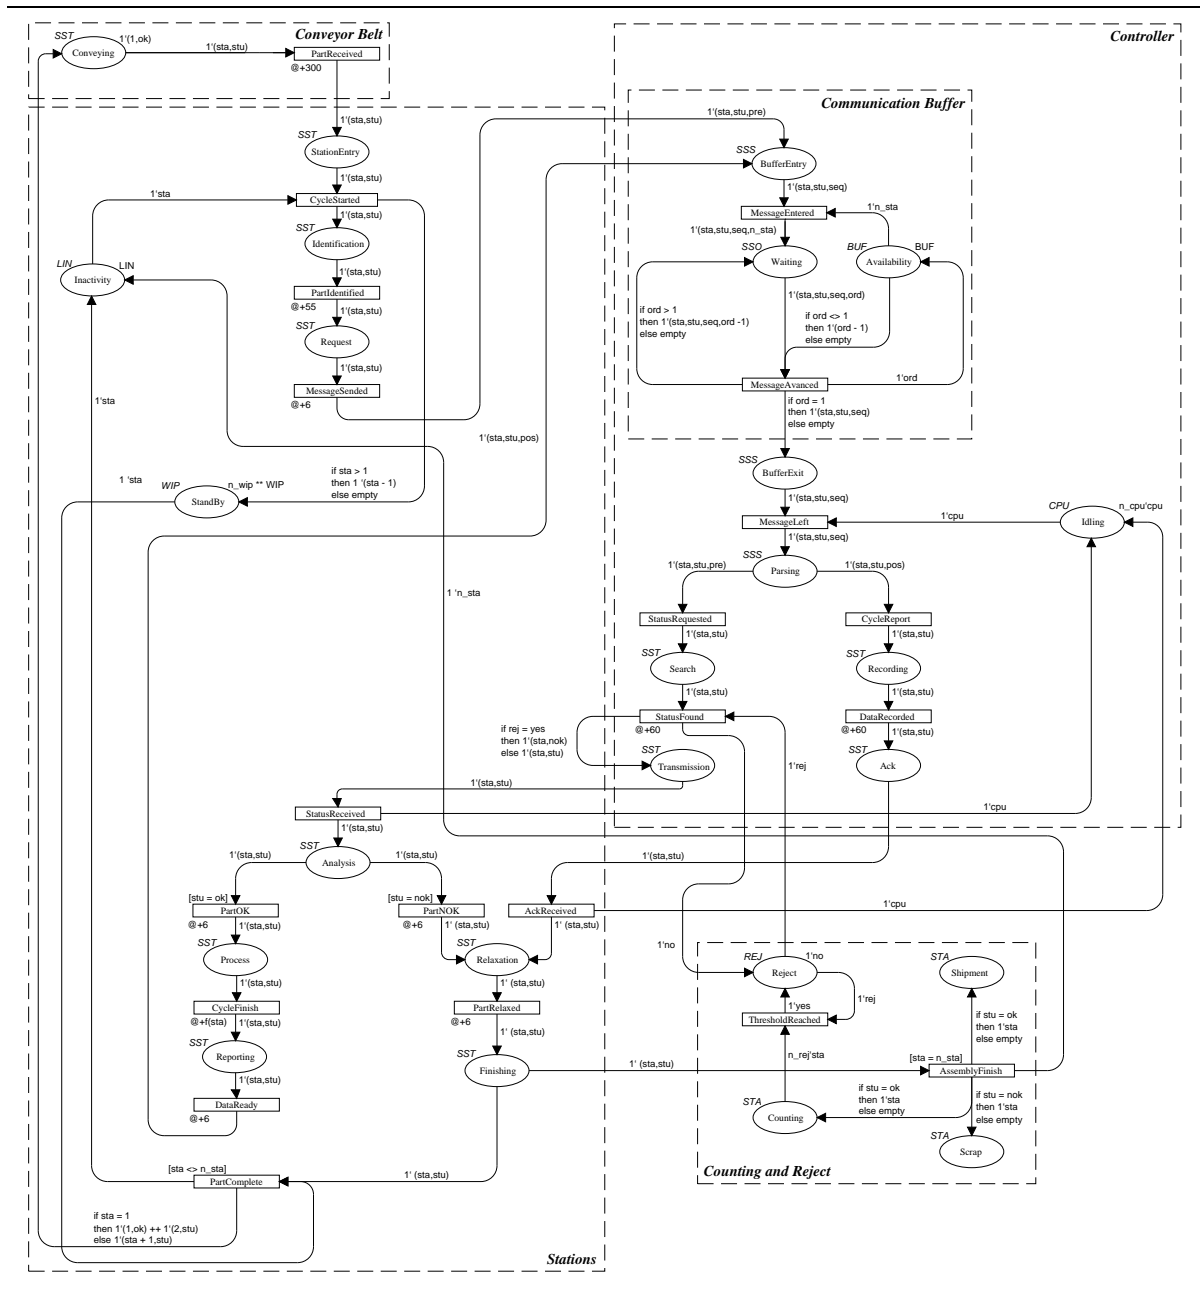 Conveyor Belt
SST
1'(1,ok)
Conveying
1'(sta,stu)
PartReceived
@+300
1'(sta,stu)
SST
StationEntry
1'(sta,stu)
1'sta
CycleStarted
1'(sta,stu)
SST
Identification
LIN
LIN
Inactivity
1'(sta,stu)
PartIdentified
@+55
1'(sta,stu)
SST
Request
1'(sta,stu)
MessageSended
@+6
1'sta
1'(sta,stu,pos)
1 'sta
WIP
n_wip ** WIP
StandBy
if sta > 1
then 1 '(sta - 1)
else empty
1 'n_sta
Controller
Communication Buffer
1'(sta,stu,pre)
SSS
BufferEntry
1'(sta,stu,seq)
MessageEntered
1'n_sta
1'(sta,stu,seq,n_sta)
SSO
Waiting
BUF
BUF
Availability
1'(sta,stu,seq,ord)
if ord > 1
then 1'(sta,stu,seq,ord -1)
else empty
if ord <> 1
then 1'(ord - 1)
else empty
MessageAvanced
1'ord
if ord = 1
then 1'(sta,stu,seq)
else empty
SSS
BufferExit
1'(sta,stu,seq)
MessageLeft
1'cpu
CPU
n_cpu'cpu
Idling
1'(sta,stu,seq)
SSS
Parsing
1'(sta,stu,pre)
1'(sta,stu,pos)
StatusRequested
CycleReport
1'(sta,stu)
1'(sta,stu)
SST
Search
SST
Recording
1'(sta,stu)
1'(sta,stu)
StatusFound
@+60
DataRecorded
@+60
1'(sta,stu)
if rej = yes
then 1'(sta,nok)
else 1'(sta,stu)
SST
Transmission
SST
Ack
1'rej
1'(sta,stu)
StatusReceived
1'cpu
1'(sta,stu)
SST
Analysis
1'(sta,stu)
1'(sta,stu)
1'(sta,stu)
[stu = ok]
PartOK
@+6
[stu = nok]
PartNOK
@+6
AckReceived
1'cpu
1'(sta,stu)
1' (sta,stu)
1' (sta,stu)
SST
Process
SST
Relaxation
1'(sta,stu)
1' (sta,stu)
CycleFinish
@+f(sta)
PartRelaxed
@+6
1'(sta,stu)
1' (sta,stu)
SST
Reporting
SST
Finishing
1' (sta,stu)
1'(sta,stu)
DataReady
@+6
1'no
REJ
1'no
Reject
STA
Shipment
1'yes
1'rej
ThresholdReached
if stu = ok
then 1'sta
else empty
n_rej'sta
[sta = n_sta]
AssemblyFinish
if stu = ok
then 1'sta
else empty
if stu = nok
then 1'sta
else empty
STA
Counting
STA
Scrap
Counting and Reject
[sta <> n_sta]
PartComplete
1' (sta,stu)
if sta = 1
then 1'(1,ok) ++ 1'(2,stu)
else 1'(sta + 1,stu)
Stations